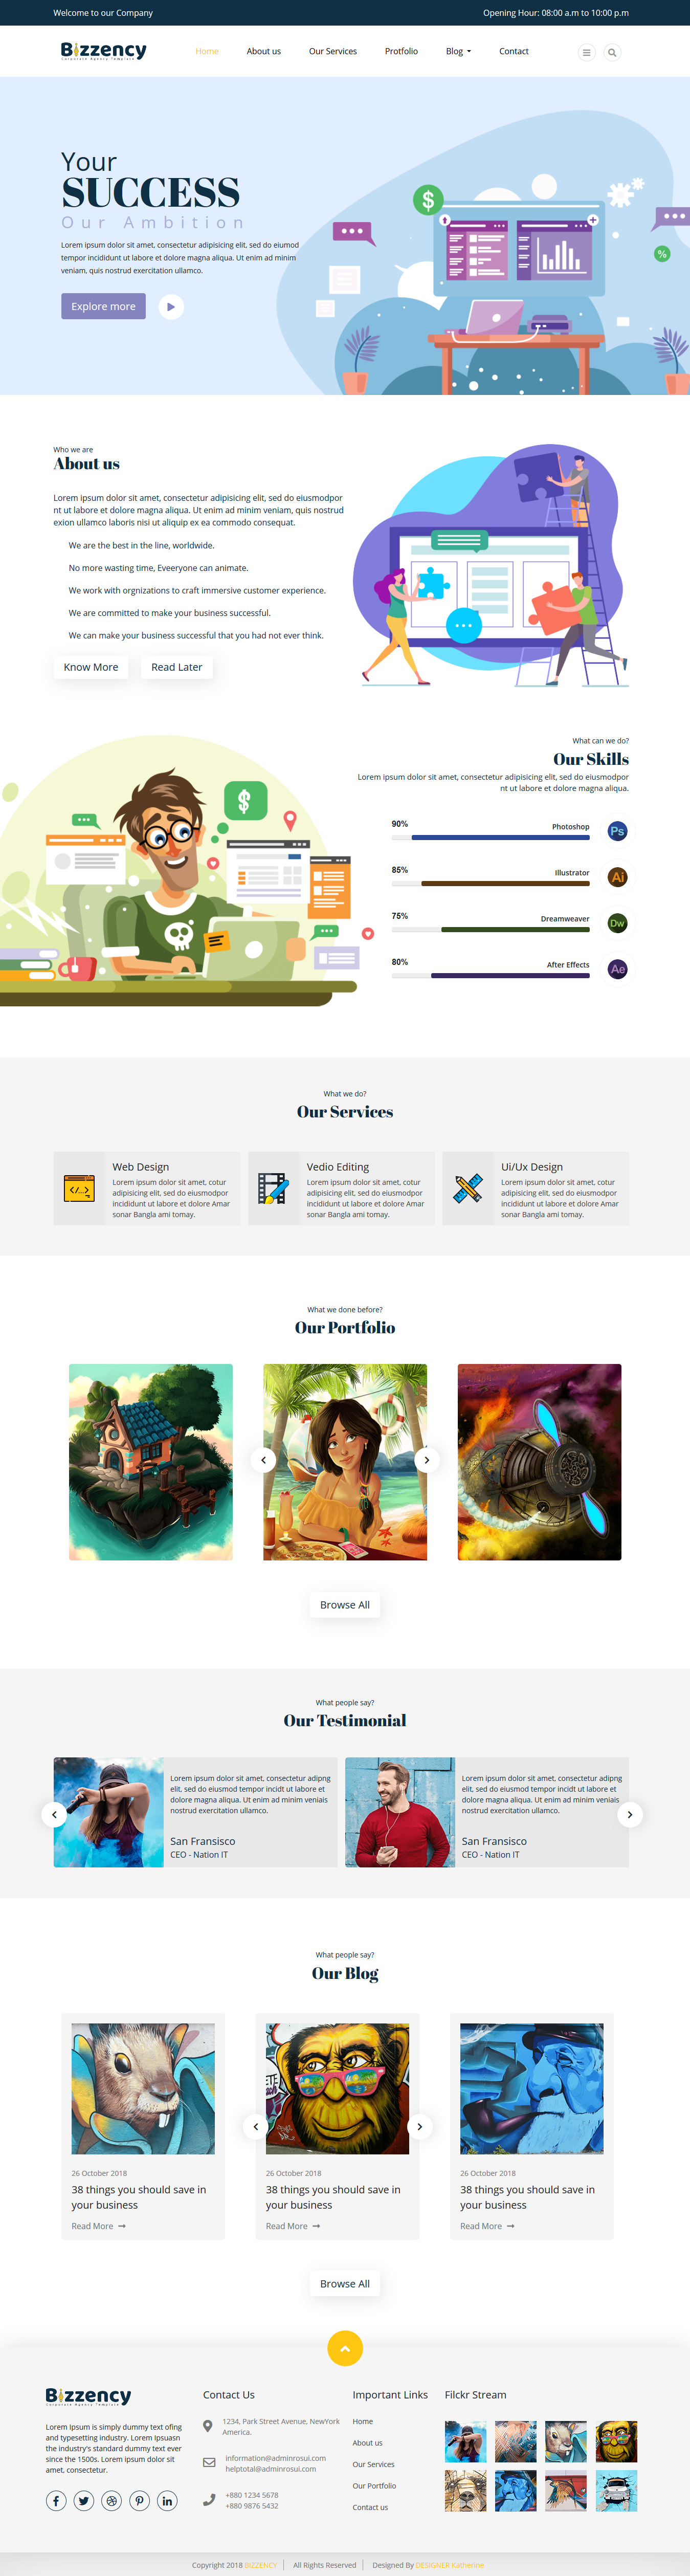 Welcome to our Company
Opening Hour: 08:00 a.m to 10:00 p.m
Bizzency
Corporate Agency Template
Home
About us
Our Services
Protfolio
Blog
Contact
Your
SUCCESS
Our Ambition
Lorem ipsum dolor sit amet, consectetur adipisicing elit, sed do eiusmod
tempor incididunt ut labore et dolore magna aliqua. Ut enim ad minim
veniam, quis nostrud exercitation ullamco.
Explore more
$
%
Who we are
About us
Lorem ipsum dolor sit amet, consectetur adipisicing elit, sed do eiusmodpor
nt ut labore et dolore magna aliqua. Ut enim ad minim veniam, quis nostrud
exion ullamco laboris nisi ut aliquip ex ea commodo consequat.
We are the best in the line, worldwide.
No more wasting time, Eveeryone can animate.
We work with orgnizations to craft immersive customer experience.
We are committed to make your business successful.
We can make your business successful that you had not ever think.
Know More
Read Later
What can we do?
Our Skills
Lorem ipsum dolor sit amet, consectetur adipisicing elit, sed do eiusmodpor
nt ut labore et dolore magna aliqua.
$
90%
Photoshop
Ps
85%
Illustrator
Ai
75%
Dreamweaver
Dw
80%
After Effects
Ae
What we do?
Our Services
Web Design
Lorem ipsum dolor sit amet, cotur
adipisicing elit, sed do eiusmodpor
incididunt ut labore et dolore Amar
sonar Bangla ami tomay.
Vedio Editing
Lorem ipsum dolor sit amet, cotur
adipisicing elit, sed do eiusmodpor
incididunt ut labore et dolore Amar
sonar Bangla ami tomay.
Ui/Ux Design
Lorem ipsum dolor sit amet, cotur
adipisicing elit, sed do eiusmodpor
incididunt ut labore et dolore Amar
sonar Bangla ami tomay.
What we done before?
Our Portfolio
Browse All
What people say?
Our Testimonial
Lorem ipsum dolor sit amet, consectetur adipng
elit, sed do eiusmod tempor incidt ut labore et
dolore magna aliqua. Ut enim ad minim veniais
nostrud exercitation ullamco.
San Fransisco
CEO - Nation IT
Lorem ipsum dolor sit amet, consectetur adipng
elit, sed do eiusmod tempor incidt ut labore et
dolore magna aliqua. Ut enim ad minim veniais
nostrud exercitation ullamco.
San Fransisco
CEO - Nation IT
What people say?
Our Blog
26 October 2018
38 things you should save in
your business
Read More
26 October 2018
38 things you should save in
your business
Read More
26 October 2018
38 things you should save in
your business
Read More
Browse All
Bizzency
Corporate Agency Template
Lorem Ipsum is simply dummy text ofing
and typesetting industry. Lorem Ipsuasn
the industry's standard dummy text ever
since the 1500s. Lorem ipsum dolor sit
amet, consectetur.
Contact Us
1234, Park Street Avenue, NewYork
America.
information@adminrosui.com
helptotal@adminrosui.com
+880 1234 5678
+880 9876 5432
Important Links
Home
About us
Our Services
Our Portfolio
Contact us
Filckr Stream
Copyright 2018 BIZZENCY
All Rights Reserved
Designed By DESIGNER Katherine